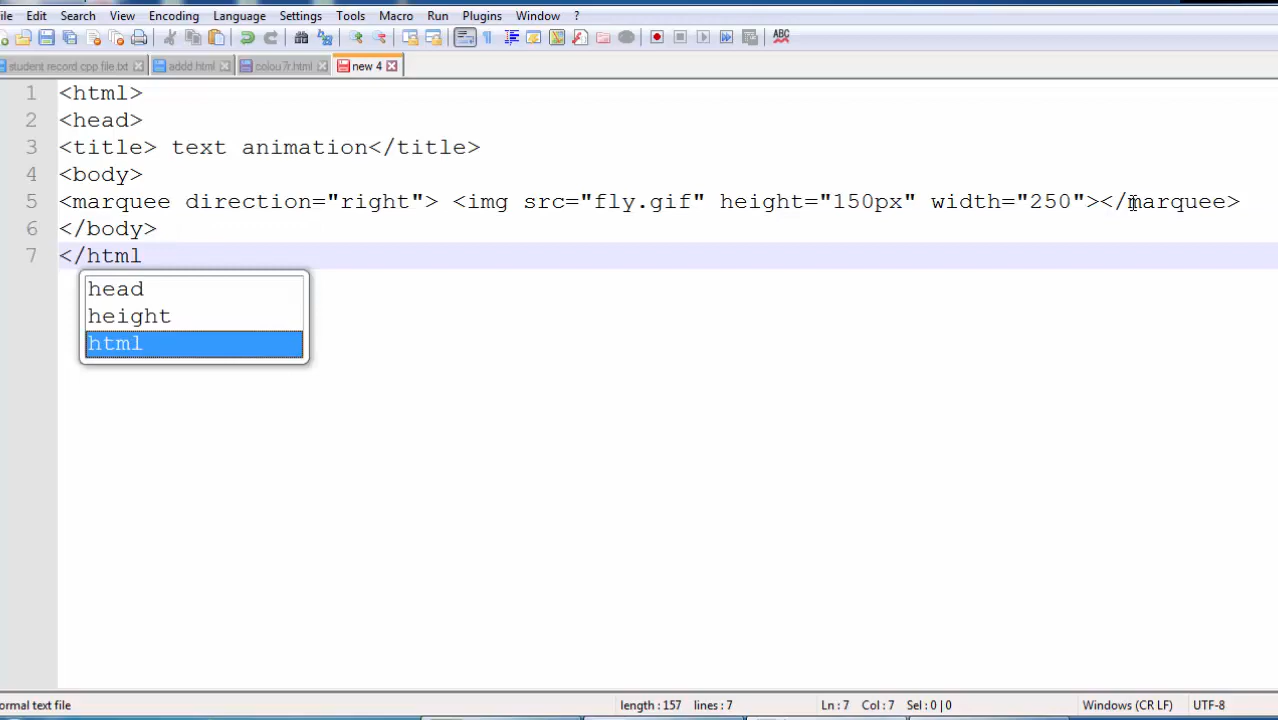 ile Edit Search View Encoding Language Settings Tools Macro Run Plugins Window ?
ABC
student record cpp file.txt addd.html colou7r.html new 4
1 <html>
2 <head>
3 <title> text animation</title>
4 <body>
5 <marquee direction="right"> <img src="fly.gif" height="150px" width="250"></marquee>
6 </body>
7 </html
head
height
html
ormal text file length : 157 lines : 7 Ln : 7 Col : 7 Sel : 0 | 0 Windows (CR LF) UTF-8